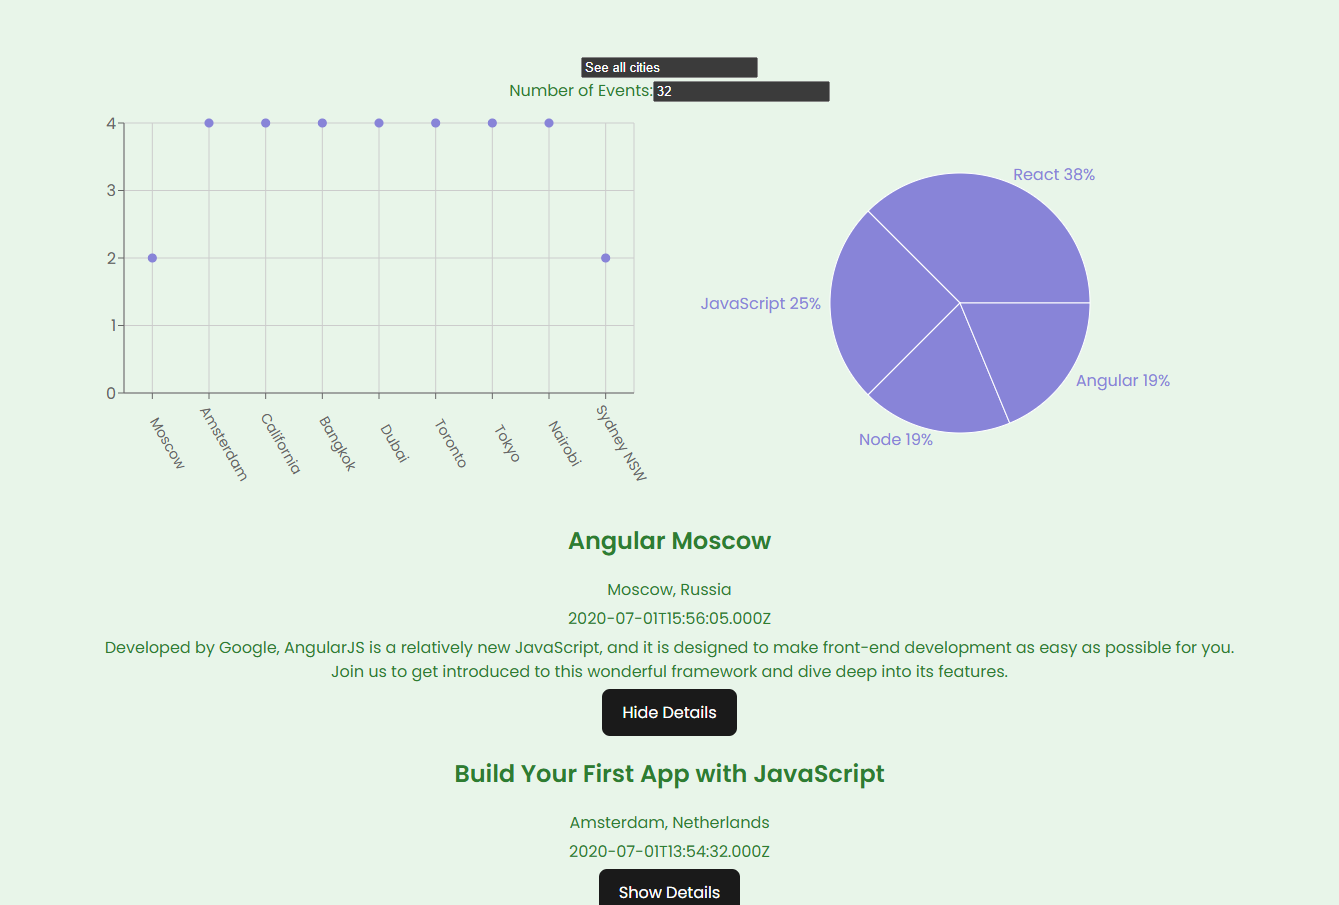 See all cities
Number of Events: 32
4
3
2
1
0
Moscow
Amsterdam
California
Bangkok
Dubai
Toronto
Tokyo
Nairobi
Sydney NSW
React 38%
JavaScript 25%
Angular 19%
Node 19%
Angular Moscow
Moscow, Russia
2020-07-01T15:56:05.000Z
Developed by Google, AngularJS is a relatively new JavaScript, and it is designed to make front-end development as easy as possible for you.
Join us to get introduced to this wonderful framework and dive deep into its features.
Hide Details
Build Your First App with JavaScript
Amsterdam, Netherlands
2020-07-01T13:54:32.000Z
Show Details